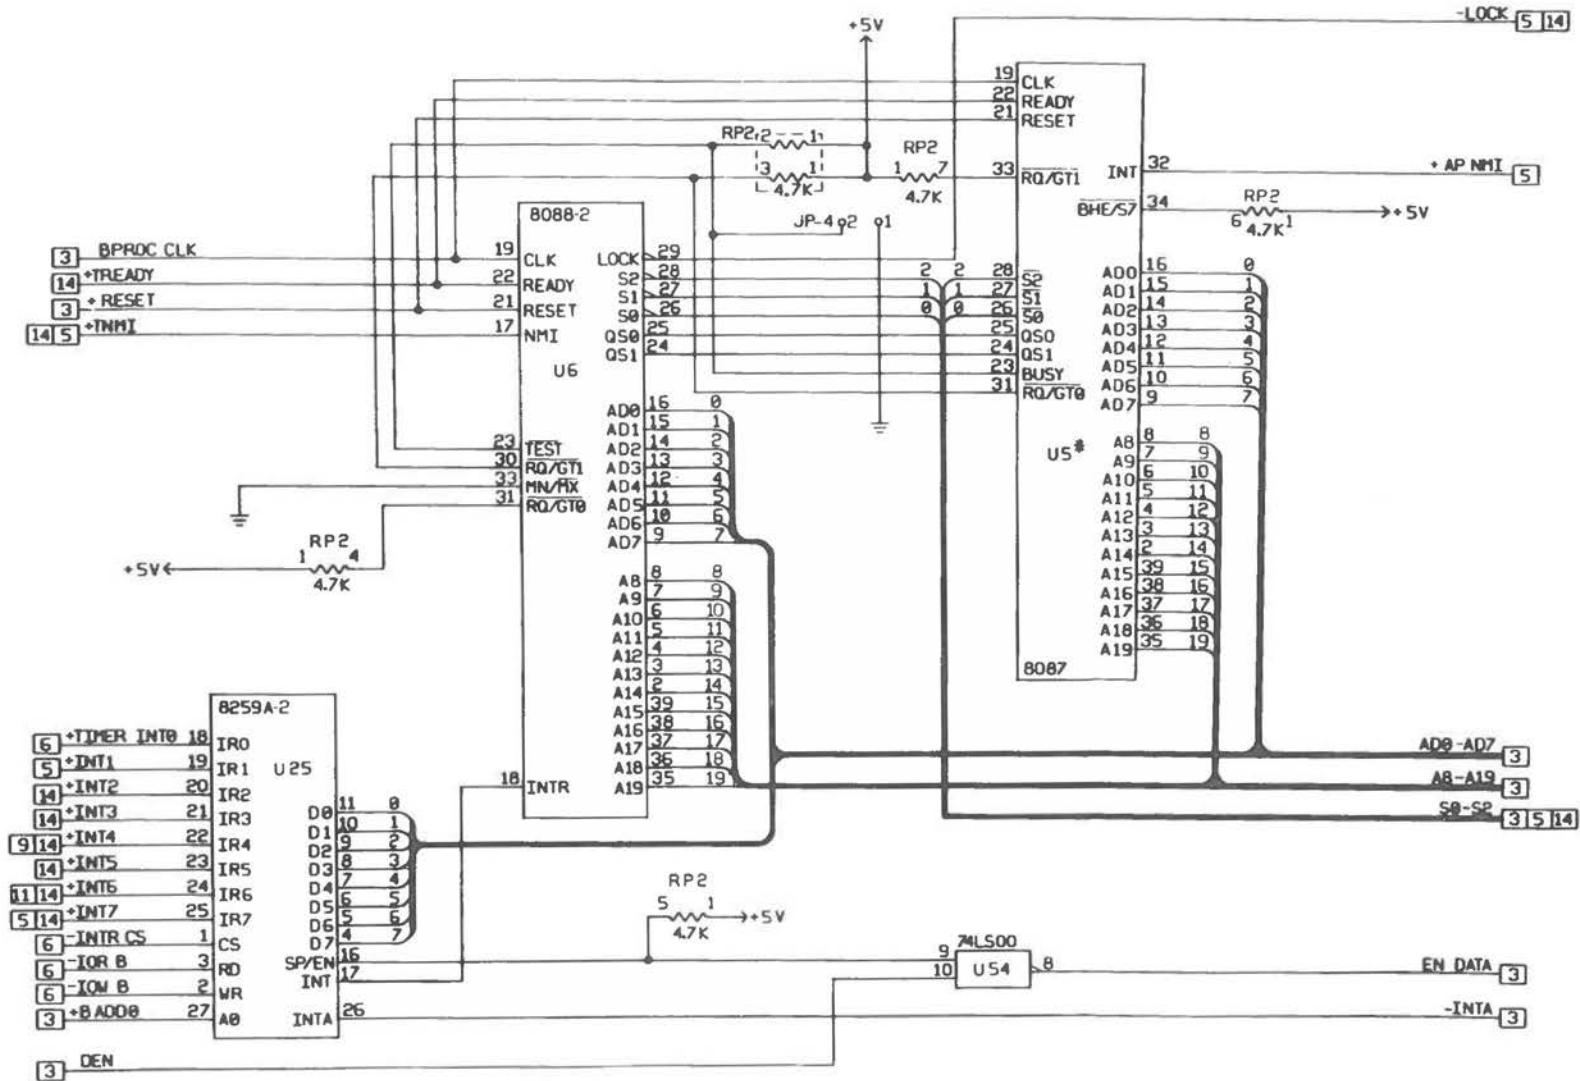 -LOCK 5 14
+5V
19 CLK
22 READY
21 RESET
RP2 2 1
3 1
4.7K
RP2
1 7
4.7K
33 RQ/GT1
INT 32
+ AP NMI 5
BHE/S7 34
RP2
6 1
4.7K
+5V
JP-4 2 1
8088-2
3 BPROC CLK 19 CLK
14 +TREADY 22 READY
3 + RESET 21 RESET
14 5 +TNMI 17 NMI
U6
LOCK 29
S2 28
S1 27
S0 26
QS0 25
QS1 24
2 2 28 S2
1 1 27 S1
0 0 26 S0
25 QS0
24 QS1
23 BUSY
31 RQ/GT0
AD0 16 0
AD1 15 1
AD2 14 2
AD3 13 3
AD4 12 4
AD5 11 5
AD6 10 6
AD7 9 7
U5*
A8 8 8
A9 7 9
A10 6 10
A11 5 11
A12 4 12
A13 3 13
A14 2 14
A15 39 15
A16 38 16
A17 37 17
A18 36 18
A19 35 19
8087
23 TEST
30 RQ/GT1
33 MN/MX
31 RQ/GT0
AD0 16 0
AD1 15 1
AD2 14 2
AD3 13 3
AD4 12 4
AD5 11 5
AD6 10 6
AD7 9 7
+5V
RP2
1 4
4.7K
A8 8 8
A9 7 9
A10 6 10
A11 5 11
A12 4 12
A13 3 13
A14 2 14
A15 39 15
A16 38 16
A17 37 17
A18 36 18
A19 35 19
18 INTR
8259A-2
U25
6 +TIMER INT0 18 IR0
5 +INT1 19 IR1
14 +INT2 20 IR2
14 +INT3 21 IR3
9 14 +INT4 22 IR4
14 +INT5 23 IR5
11 14 +INT6 24 IR6
5 14 +INT7 25 IR7
6 -INTR CS 1 CS
6 -IOR B 3 RD
6 -IOW B 2 WR
3 +B ADD0 27 A0
D0 11 0
D1 10 1
D2 9 2
D3 8 3
D4 7 4
D5 6 5
D6 5 6
D7 4 7
SP/EN 16
INT 17
INTA 26
AD0-AD7 3
A8-A19 3
S0-S2 3 5 14
RP2
5 1
4.7K
+5V
74LS00
9
10 U54 8
EN DATA 3
-INTA 3
3 DEN